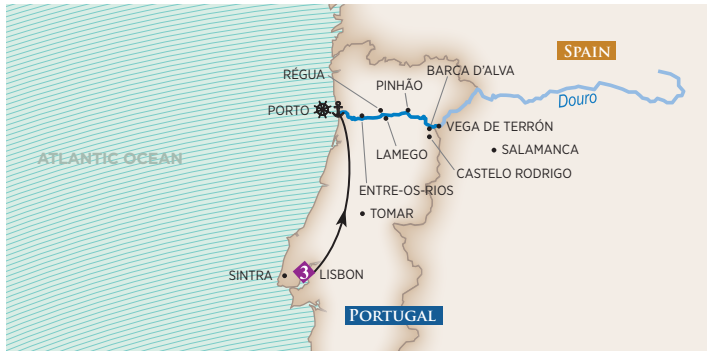 SPAIN
BARCA D'ALVA
RÉGUA
PINHÃO
Douro
PORTO
VEGA DE TERRÓN
LAMEGO
SALAMANCA
ATLANTIC OCEAN
CASTELO RODRIGO
ENTRE-OS-RIOS
TOMAR
SINTRA
3
LISBON
PORTUGAL